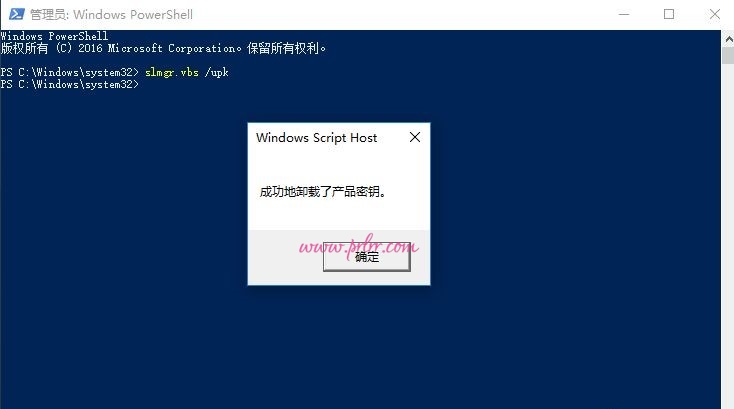 管理员: Windows PowerShell
Windows PowerShell
版权所有 (C) 2016 Microsoft Corporation。保留所有权利。
PS C:\Windows\system32> slmgr.vbs /upk
PS C:\Windows\system32>
Windows Script Host
成功地卸载了产品密钥。
www.prlrr.com
确定